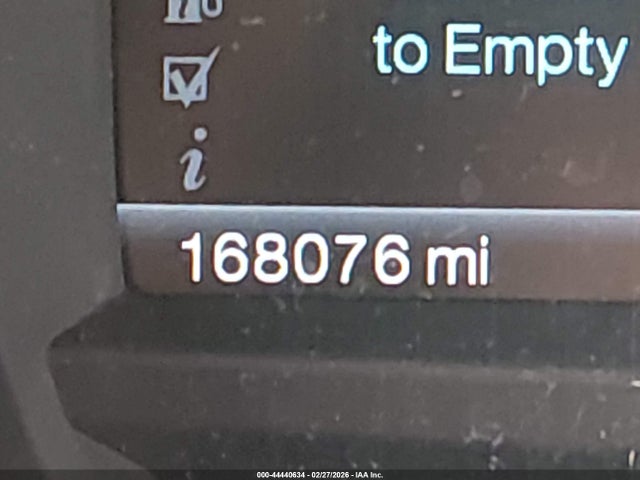 to Empty
i
168076 mi
000-44440634 - 02/27/2026 - IAA Inc.